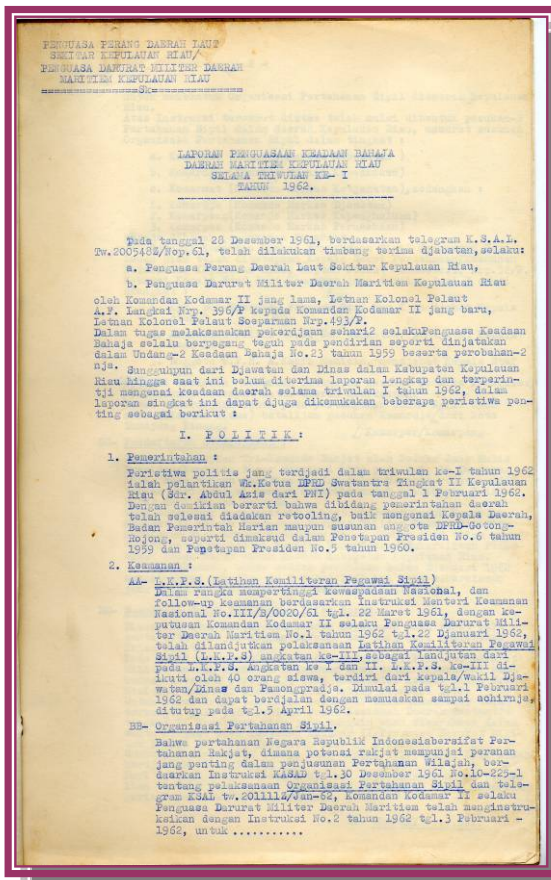 PENGUASA PERANG DAERAH LAUT
SEKITAR KEPULAUAN RIAU/
PENGUASA DARURAT MILITER DAERAH
MARITIEM KEPULAUAN RIAU
==============Sk==============
LAPORAN PENGUASAAN KEADAAN BAHAJA
DAERAH MARITIEM KEPULAUAN RIAU
SELAMA TRIWULAN KE- I
TAHUN 1962.
-----------------------------------
Pada tanggal 28 Desember 1961, berdasarkan telegram K.S.A.L.
Tw.200548Z/Nop.61, telah dilakukan timbang terima djabatan,selaku:
a. Penguasa Perang Daerah Laut Sekitar Kepulauan Riau,
b. Penguasa Darurat Militer Daerah Maritiem Kepulauan Riau
oleh Komandan Kodamar II jang lama, Letnan Kolonel Pelaut
A.F. Langkai Nrp. 396/P kepada Komandan Kodamar II jang baru,
Letnan Kolonel Pelaut Soeparman Nrp.493/P.
Dalam tugas melaksanakan pekerdjaan sehari2 selakuPenguasa Keadaan
Bahaja selalu berpegang teguh pada pendirian seperti dinjatakan
dalam Undang-2 Keadaan Bahaja No.23 tahun 1959 beserta perobahan-2
nja.
Sungguhpun dari Djawatan dan Dinas dalam Kabupaten Kepulauan
Riau hingga saat ini belum diterima laporan lengkap dan terperin-
tji mengenai keadaan daerah selama triwulan I tahun 1962, dalam
laporan singkat ini dapat djuga dikemukakan beberapa peristiwa pen-
ting sebagai berikut :
I. P O L I T I K :
1. Pemerintahan :
Peristiwa politis jang terdjadi dalam triwulan ke-I tahun 1962
ialah pelantikan Wk.Ketua DPRD Swatantra Tingkat II Kepulauan
Riau (Sdr. Abdul Azis dari PNI) pada tanggal 1 Pebruari 1962.
Dengan demikian berarti bahwa dibidang pemerintahan daerah
telah selesai diadakan retooling, baik mengenai Kepala Daerah,
Badan Pemerintah Harian maupun susunan anggota DPRD-Gotong-
Rojong, seperti dimaksud dalam Penetapan Presiden No.6 tahun
1959 dan Penetapan Presiden No.5 tahun 1960.
2. Keamanan :
AA- L.K.P.S.(Latihan Kemiliteran Pegawai Sipil)
Dalam rangka mempertinggi kewaspadaan Nasional, dan
follow-up keamanan berdasarkan Instruksi Menteri Keamanan
Nasional No.III/B/0020/61 tgl. 22 Maret 1961, dengan ke-
putusan Komandan Kodamar II selaku Penguasa Darurat Mili-
ter Daerah Maritiem No.1 tahun 1962 tgl.22 Djanuari 1962,
telah dilandjutkan pelaksanaan Latihan Kemiliteran Pegawai
Sipil (L.K.P.S) angkatan ke-III,sebagai landjutan dari
pada L.K.P.S. Angkatan ke I dan II. L.K.P.S. ke-III di-
ikuti oleh 40 orang siswa, terdiri dari kepala/wakil Dja-
watan/Dinas dan Pamongpradja. Dimulai pada tgl.1 Pebruari
1962 dan dapat berdjalan dengan memuaskan sampai achirnja,
ditutup pada tgl.5 April 1962.
BB- Organisasi Pertahanan Sipil.
Bahwa pertahanan Negara Republik Indonesiabersifat Per-
tahanan Rakjat, dimana potensi rakjat mempunjai peranan
jang penting dalam penjusunan Pertahanan Wilajah, ber-
dasarkan Instruksi KASAD tgl.30 Desember 1961 No.10-225-1
tentang pelaksanaan Organisasi Pertahanan Sipil dan tele-
gram KSAL tw.201111Z/Jan-62, Komandan Kodamar II selaku
Penguasa Darurat Militer Daerah Maritiem telah menginstru-
ksikan dengan Instruksi No.2 tahun 1962 tgl.3 Pebruari -
1962, untuk ...........